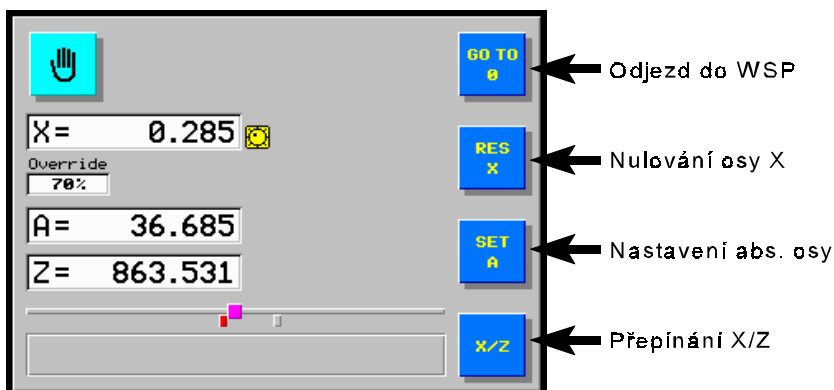 GO TO
0
Odjezd do WSP
X= 0.285
Override
70%
RES
X
Nulování osy X
A= 36.685
SET
A
Nastavení abs. osy
Z= 863.531
X/Z
Přepínání X/Z